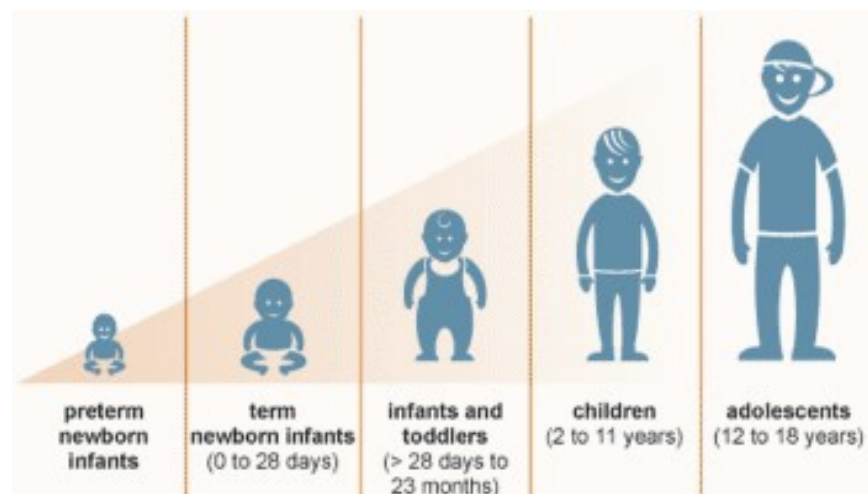 preterm
newborn
infants
term
newborn infants
(0 to 28 days)
infants and
toddlers
(> 28 days to
23 months)
children
(2 to 11 years)
adolescents
(12 to 18 years)